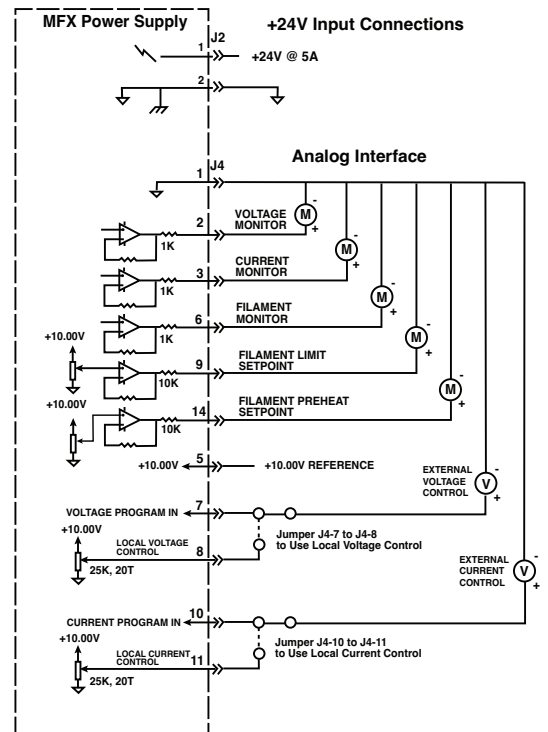 MFX Power Supply
+24V Input Connections
J2
1
+24V @ 5A
2
Analog Interface
J4
1
2
VOLTAGE
MONITOR
M
-
+
1K
3
CURRENT
MONITOR
M
-
+
1K
6
FILAMENT
MONITOR
M
-
+
1K
+10.00V
9
FILAMENT LIMIT
SETPOINT
M
-
+
10K
+10.00V
14
FILAMENT PREHEAT
SETPOINT
M
-
+
10K
5
+10.00V
+10.00V REFERENCE
EXTERNAL
VOLTAGE
CONTROL
V
-
+
7
VOLTAGE PROGRAM IN
+10.00V
LOCAL VOLTAGE
CONTROL
8
25K, 20T
Jumper J4-7 to J4-8
to Use Local Voltage Control
EXTERNAL
CURRENT
CONTROL
V
-
+
10
CURRENT PROGRAM IN
+10.00V
LOCAL CURRENT
CONTROL
11
25K, 20T
Jumper J4-10 to J4-11
to Use Local Current Control